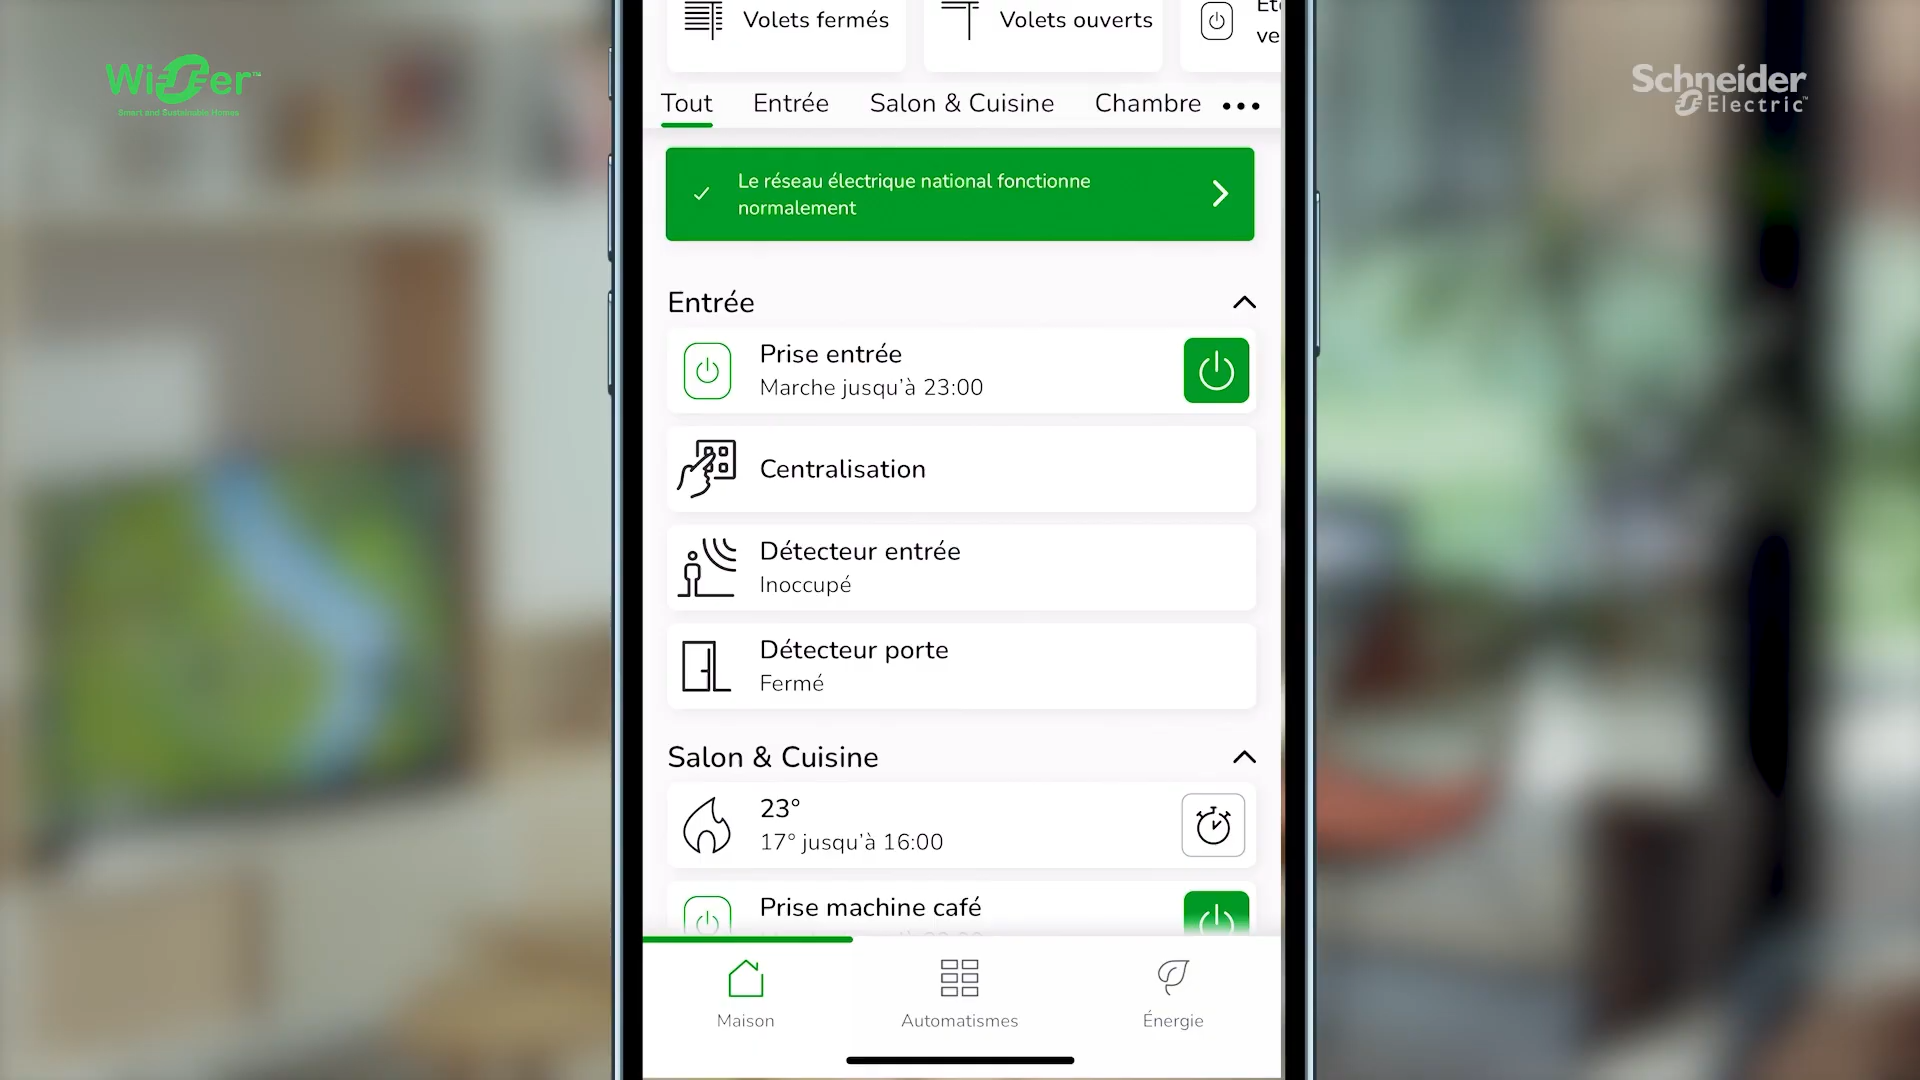 Volets fermés
Volets ouverts
Wiser™
Smart and Sustainable Homes
Schneider
Electric™
Tout
Entrée
Salon & Cuisine
Chambre
Le réseau électrique national fonctionne
normalement
Entrée
Prise entrée
Marche jusqu'à 23:00
Centralisation
Détecteur entrée
Inoccupé
Détecteur porte
Fermé
Salon & Cuisine
23°
17° jusqu'à 16:00
Prise machine café
Maison
Automatismes
Énergie